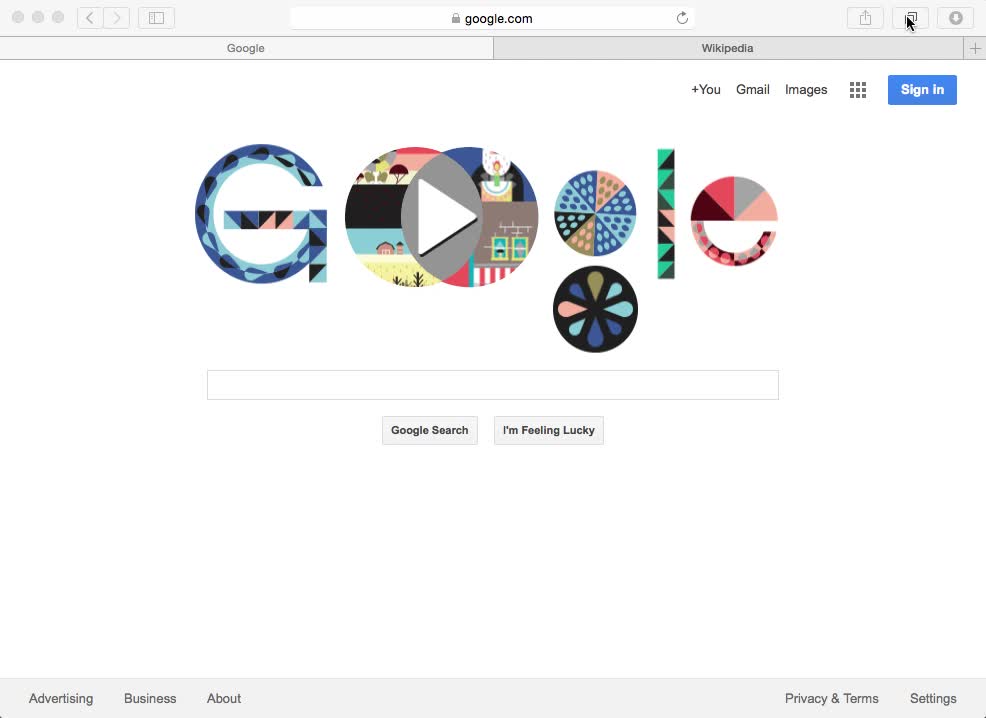 google.com
Google
Wikipedia
+You Gmail Images Sign in
Google
Google Search I'm Feeling Lucky
Advertising Business About Privacy & Terms Settings